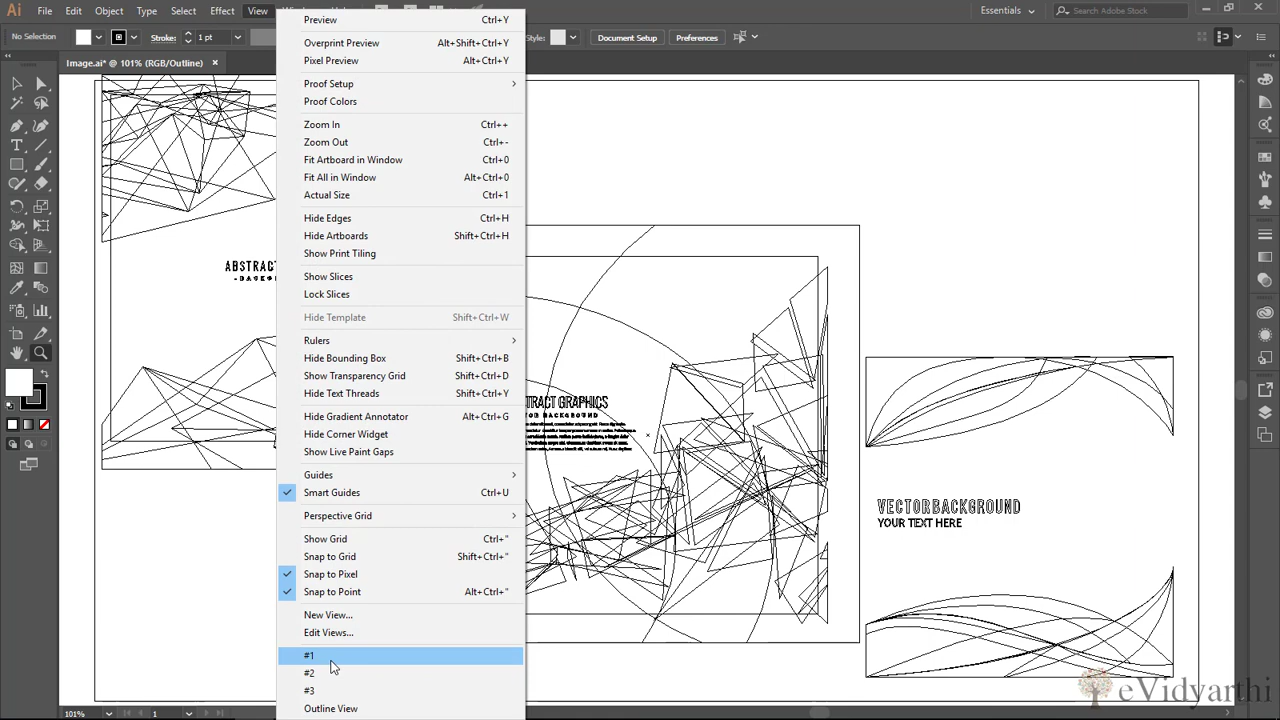 Ai File Edit Object Type Select Effect View Essentials Search Adobe Stock
No Selection Stroke: 1 pt Style: Document Setup Preferences
Image.ai* @ 101% (RGB/Outline) ×
Preview Ctrl+Y
Overprint Preview Alt+Shift+Ctrl+Y
Pixel Preview Alt+Ctrl+Y
Proof Setup
Proof Colors
Zoom In Ctrl++
Zoom Out Ctrl+-
Fit Artboard in Window Ctrl+0
Fit All in Window Alt+Ctrl+0
Actual Size Ctrl+1
Hide Edges Ctrl+H
Hide Artboards Shift+Ctrl+H
Show Print Tiling
Show Slices
Lock Slices
Hide Template Shift+Ctrl+W
Rulers
Hide Bounding Box Shift+Ctrl+B
Show Transparency Grid Shift+Ctrl+D
Hide Text Threads Shift+Ctrl+Y
Hide Gradient Annotator Alt+Ctrl+G
Hide Corner Widget
Show Live Paint Gaps
Guides
Smart Guides Ctrl+U
Perspective Grid
Show Grid Ctrl+"
Snap to Grid Shift+Ctrl+"
Snap to Pixel
Snap to Point Alt+Ctrl+"
New View...
Edit Views...
#1
#2
#3
Outline View
ABSTRACT
TRACT GRAPHICS
VECTOR BACKGROUND
YOUR TEXT HERE
101% 1
eVidyarthi